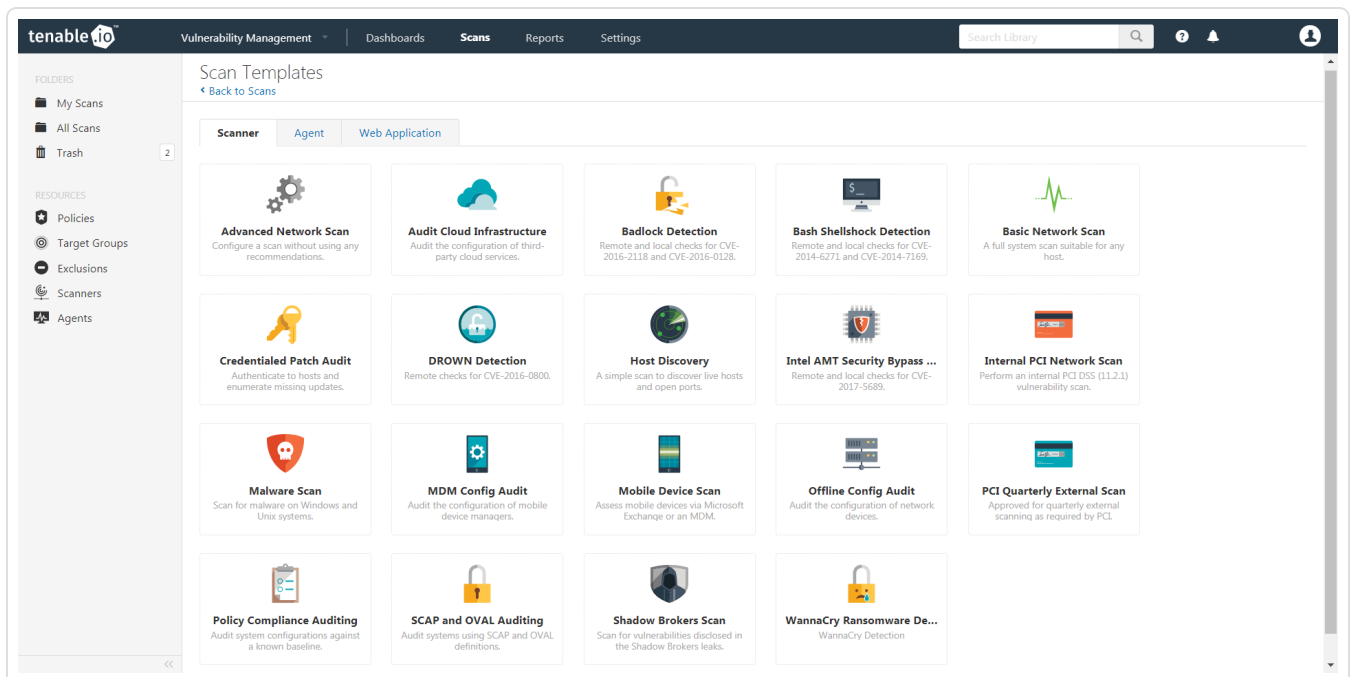 tenable.io™
Vulnerability Management
Dashboards
Scans
Reports
Settings
Search Library
FOLDERS
My Scans
All Scans
Trash
2
RESOURCES
Policies
Target Groups
Exclusions
Scanners
Agents
Scan Templates
Back to Scans
Scanner
Agent
Web Application
Advanced Network Scan
Configure a scan without using any
recommendations.
Audit Cloud Infrastructure
Audit the configuration of third-
party cloud services.
Badlock Detection
Remote and local checks for CVE-
2016-2118 and CVE-2016-0128.
$_
Bash Shellshock Detection
Remote and local checks for CVE-
2014-6271 and CVE-2014-7169.
Basic Network Scan
A full system scan suitable for any
host.
Credentialed Patch Audit
Authenticate to hosts and
enumerate missing updates.
DROWN Detection
Remote checks for CVE-2016-0800.
Host Discovery
A simple scan to discover live hosts
and open ports.
Intel AMT Security Bypass ...
Remote and local checks for CVE-
2017-5689.
Internal PCI Network Scan
Perform an internal PCI DSS (11.2.1)
vulnerability scan.
Malware Scan
Scan for malware on Windows and
Unix systems.
MDM Config Audit
Audit the configuration of mobile
device managers.
Mobile Device Scan
Assess mobile devices via Microsoft
Exchange or an MDM.
Offline Config Audit
Audit the configuration of network
devices.
PCI Quarterly External Scan
Approved for quarterly external
scanning as required by PCI.
Policy Compliance Auditing
Audit system configurations against
a known baseline.
SCAP and OVAL Auditing
Audit systems using SCAP and OVAL
definitions.
Shadow Brokers Scan
Scan for vulnerabilities disclosed in
the Shadow Brokers leaks.
WannaCry Ransomware De...
WannaCry Detection